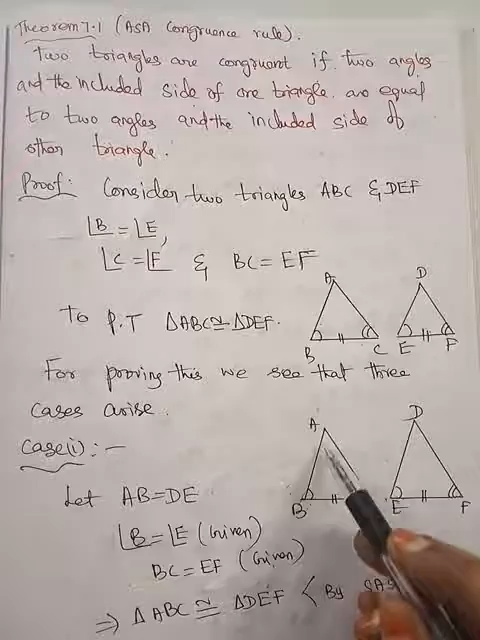 Theorem 7.1 (ASA Congruence rule).
Two triangles are congruent if two angles
and the included side of one triangle are equal
to two angles and the included side of
other triangle.
Proof: Consider two triangles ABC & DEF
∠B = ∠E,
∠C = ∠F & BC = EF
To P.T ΔABC ≅ ΔDEF.
A
B
C
D
E
F
For proving this we see that three
cases arise.
Case(i):-
A
B
D
E
F
Let AB = DE
∠B = ∠E (Given)
BC = EF (Given)
⇒ ΔABC ≅ ΔDEF < By SAS